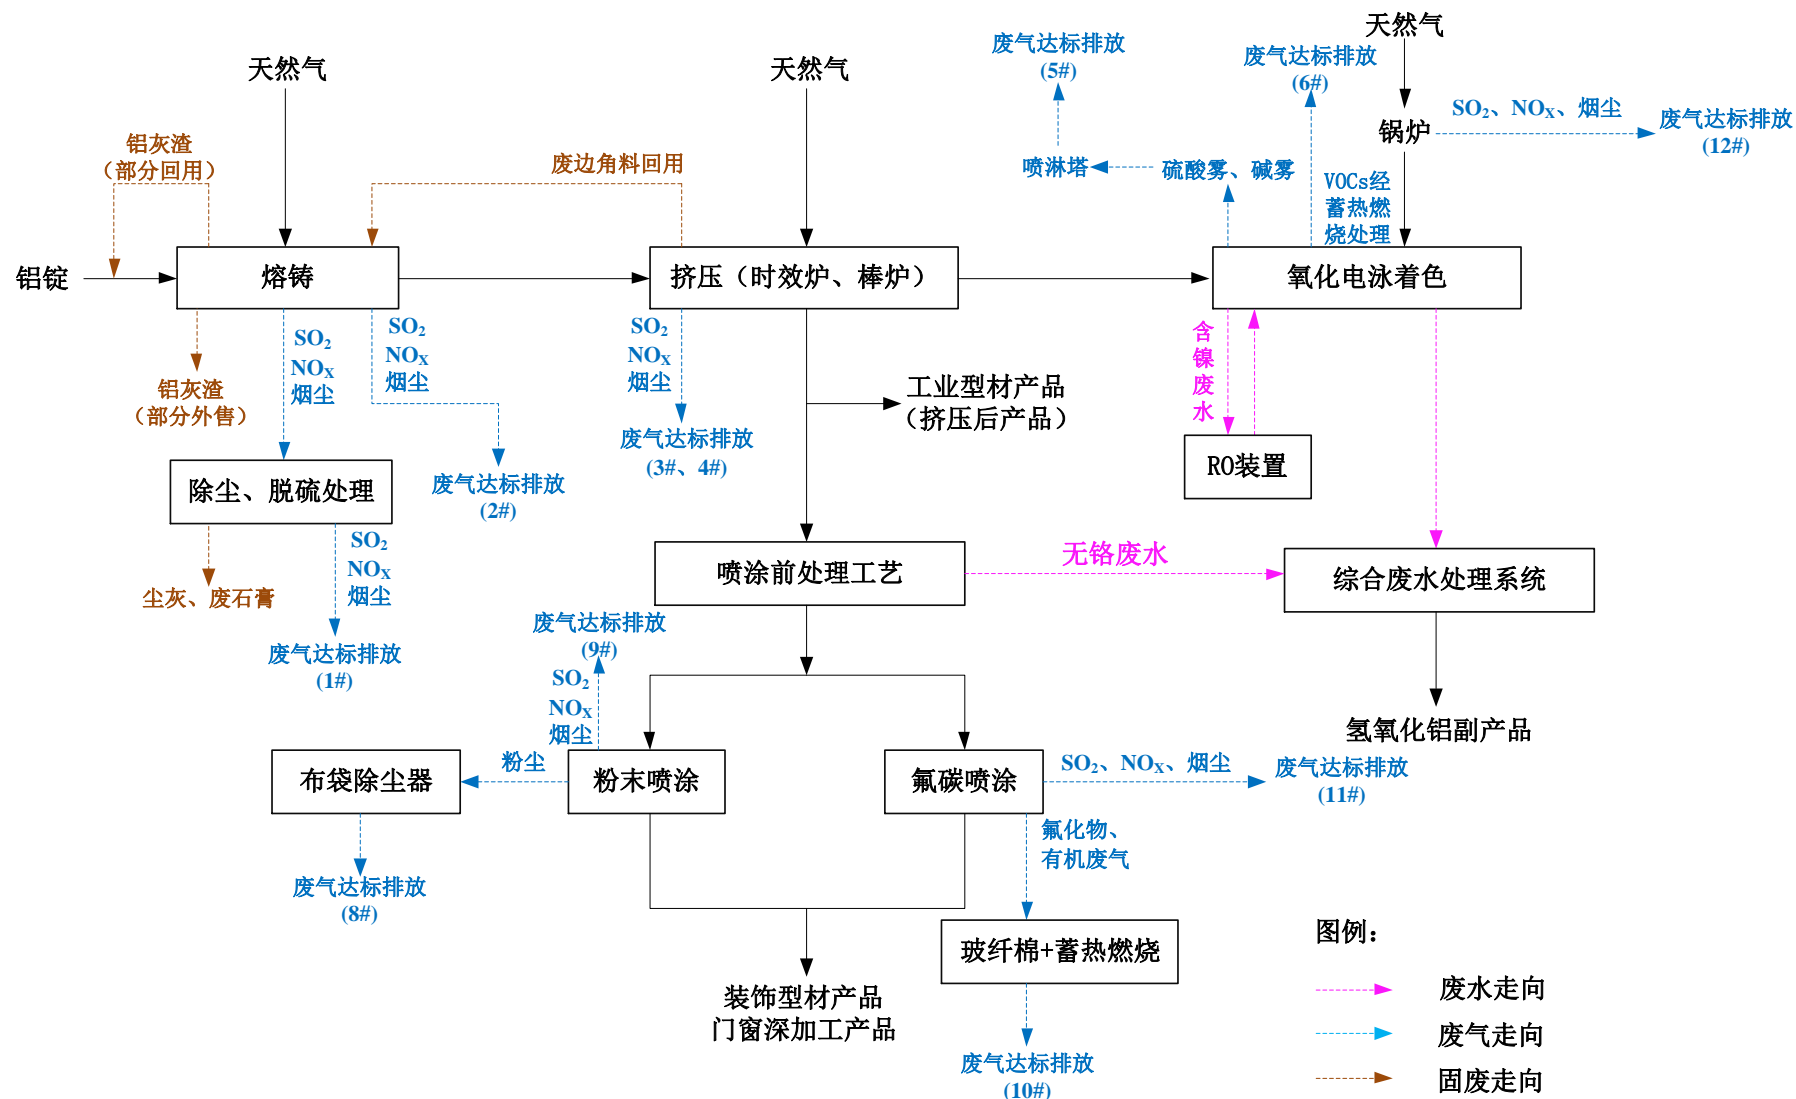 天然气
废气达标排放
(6#)
废气达标排放
(5#)
天然气
天然气
SO₂、NOX、烟尘
废气达标排放
(12#)
锅炉
铝灰渣
（部分回用）
废边角料回用
喷淋塔
硫酸雾、碱雾
VOCs经
蓄热燃
烧处理
铝锭
熔铸
挤压（时效炉、棒炉）
氧化电泳着色
SO₂
NOX
烟尘
SO₂
NOX
烟尘
SO₂
NOX
烟尘
含
镍
废
水
铝灰渣
（部分外售）
工业型材产品
（挤压后产品）
废气达标排放
(3#、4#)
RO装置
除尘、脱硫处理
废气达标排放
(2#)
SO₂
NOX
烟尘
尘灰、废石膏
喷涂前处理工艺
无铬废水
综合废水处理系统
废气达标排放
(9#)
废气达标排放
(1#)
SO₂
NOX
烟尘
氢氧化铝副产品
布袋除尘器
粉尘
粉末喷涂
氟碳喷涂
SO₂、NOX、烟尘
废气达标排放
(11#)
氟化物、
有机废气
废气达标排放
(8#)
玻纤棉+蓄热燃烧
图例：
装饰型材产品
门窗深加工产品
废水走向
废气走向
废气达标排放
(10#)
固废走向